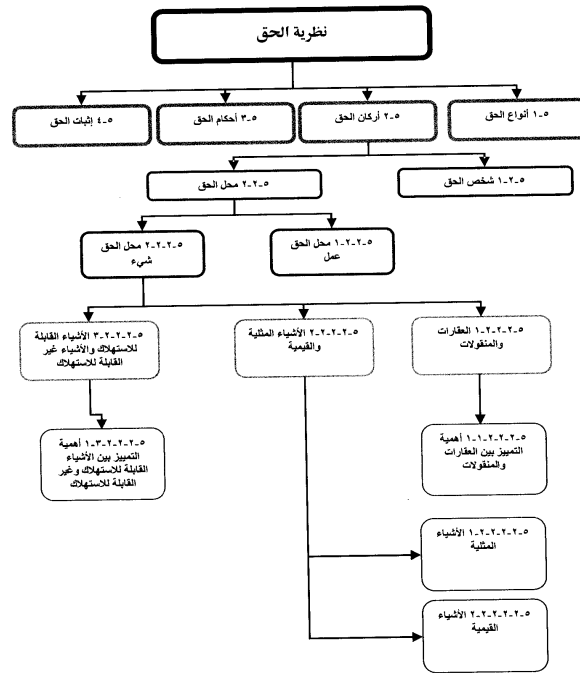 نظرية الحق
٥-١ أنواع الحق
٥-٢ أركان الحق
٥-٣ أحكام الحق
٥-٤ إثبات الحق
٥-٢-١ شخص الحق
٥-٢-٢ محل الحق
٥-٢-٢-١ محل الحق
عمل
٥-٢-٢-٢ محل الحق
شيء
٥-٢-٢-٢-١ العقارات
والمنقولات
٥-٢-٢-٢-٢ الأشياء المثلية
والقيمية
٥-٢-٢-٢-٣ الأشياء القابلة
للاستهلاك والأشياء غير
القابلة للاستهلاك
٥-٢-٢-٢-١-١ أهمية
التمييز بين العقارات
والمنقولات
٥-٢-٢-٢-٣-١ أهمية
التمييز بين الأشياء
القابلة للاستهلاك وغير
القابلة للاستهلاك
٥-٢-٢-٢-٢-١ الأشياء
المثلية
٥-٢-٢-٢-٢-٢ الأشياء
القيمية